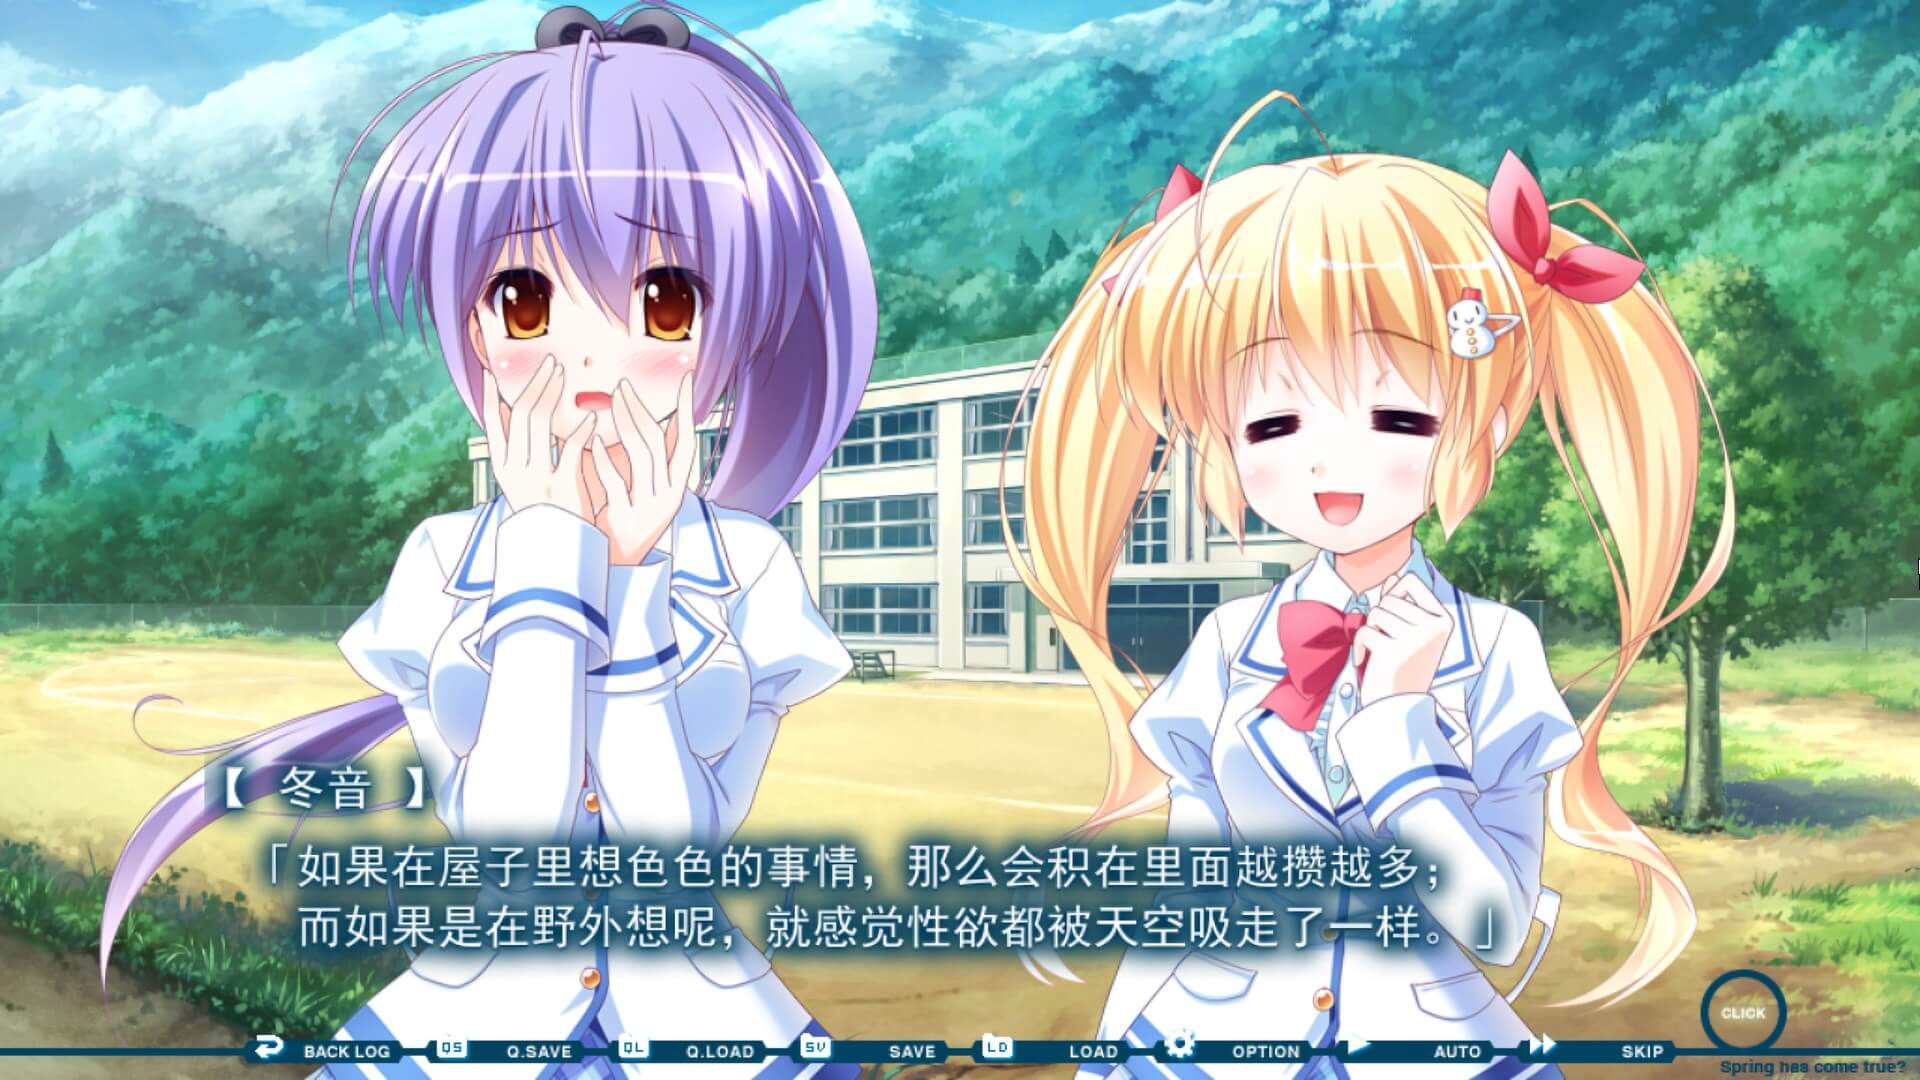 【 冬音 】
「如果在屋子里想色色的事情，那么会积在里面越攒越多；
而如果是在野外想呢，就感觉性欲都被天空吸走了一样。」
CLICK
QS QL SV LD
BACK LOG Q.SAVE Q.LOAD SAVE LOAD OPTION AUTO SKIP
Spring has come true?